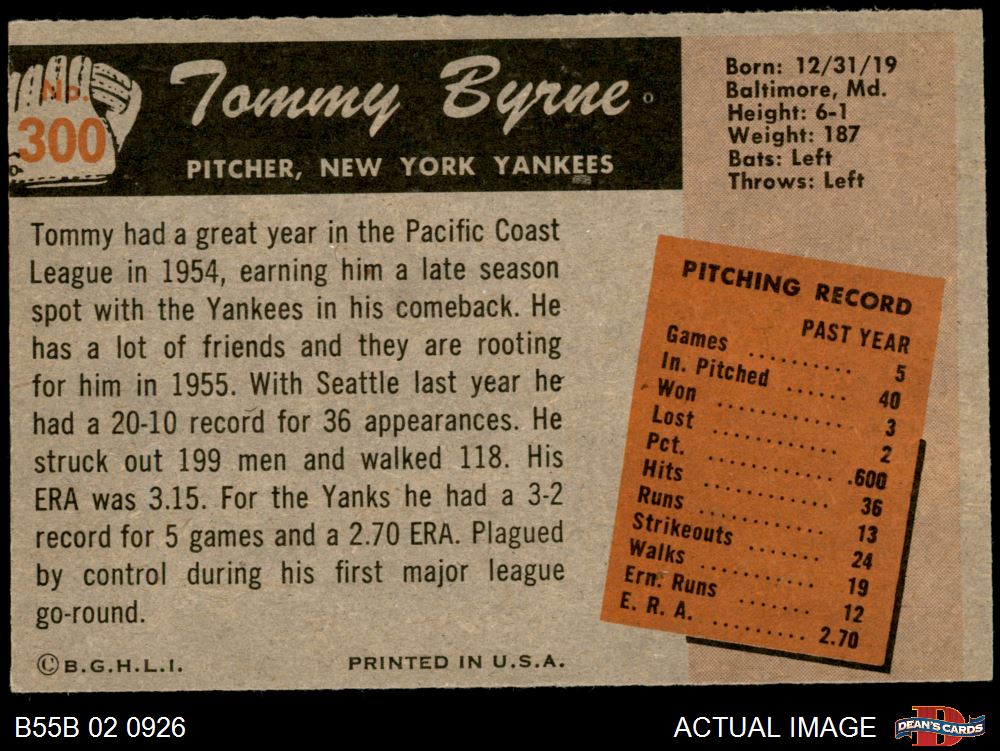 No.
300
Tommy Byrne
PITCHER, NEW YORK YANKEES
Born: 12/31/19
Baltimore, Md.
Height: 6-1
Weight: 187
Bats: Left
Throws: Left
Tommy had a great year in the Pacific Coast
League in 1954, earning him a late season
spot with the Yankees in his comeback. He
has a lot of friends and they are rooting
for him in 1955. With Seattle last year he
had a 20-10 record for 36 appearances. He
struck out 199 men and walked 118. His
ERA was 3.15. For the Yanks he had a 3-2
record for 5 games and a 2.70 ERA. Plagued
by control during his first major league
go-round.
PITCHING RECORD
PAST YEAR
Games ........ 5
In. Pitched ...... 40
Won .......... 3
Lost .......... 2
Pct. .......... .600
Hits .......... 36
Runs .......... 13
Strikeouts ....... 24
Walks .......... 19
Ern. Runs ....... 12
E. R. A. .......... 2.70
© B.G.H.L.I. PRINTED IN U.S.A.
B55B 02 0926 ACTUAL IMAGE DEAN'S CARDS